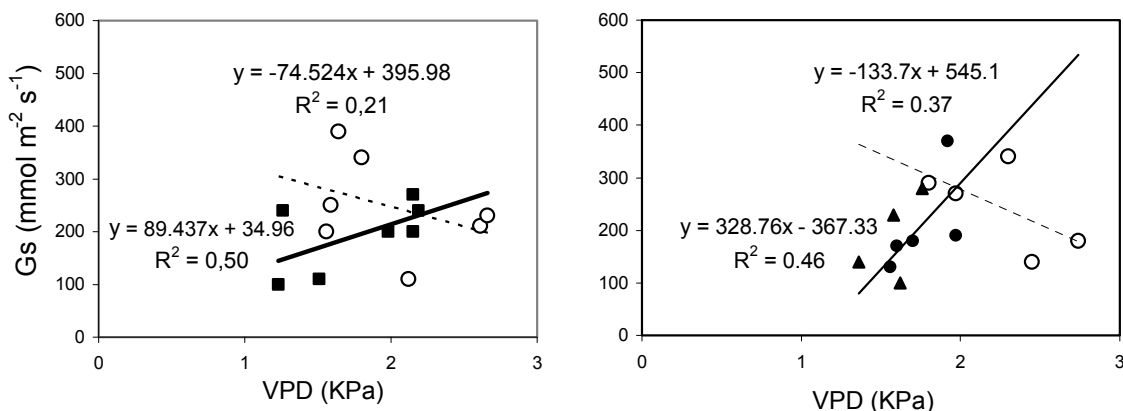 600
500
400
300
200
100
0
Gs (mmol m⁻² s⁻¹)
y = -74.524x + 395.98
R² = 0,21
y = 89.437x + 34.96
R² = 0,50
0 1 2 3
VPD (KPa)
600
500
400
300
200
100
0
y = -133.7x + 545.1
R² = 0.37
y = 328.76x - 367.33
R² = 0.46
0 1 2 3
VPD (KPa)